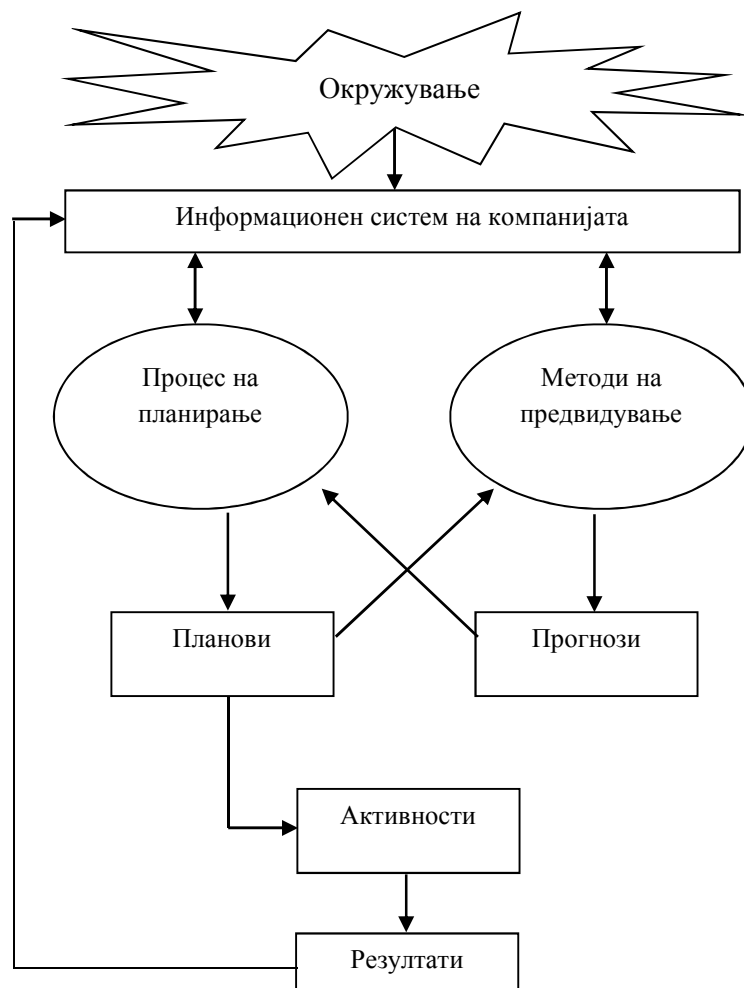 Окружување
Информационен систем на компанијата
Процес на
планирање
Методи на
предвидување
Планови
Прогнози
Активности
Резултати